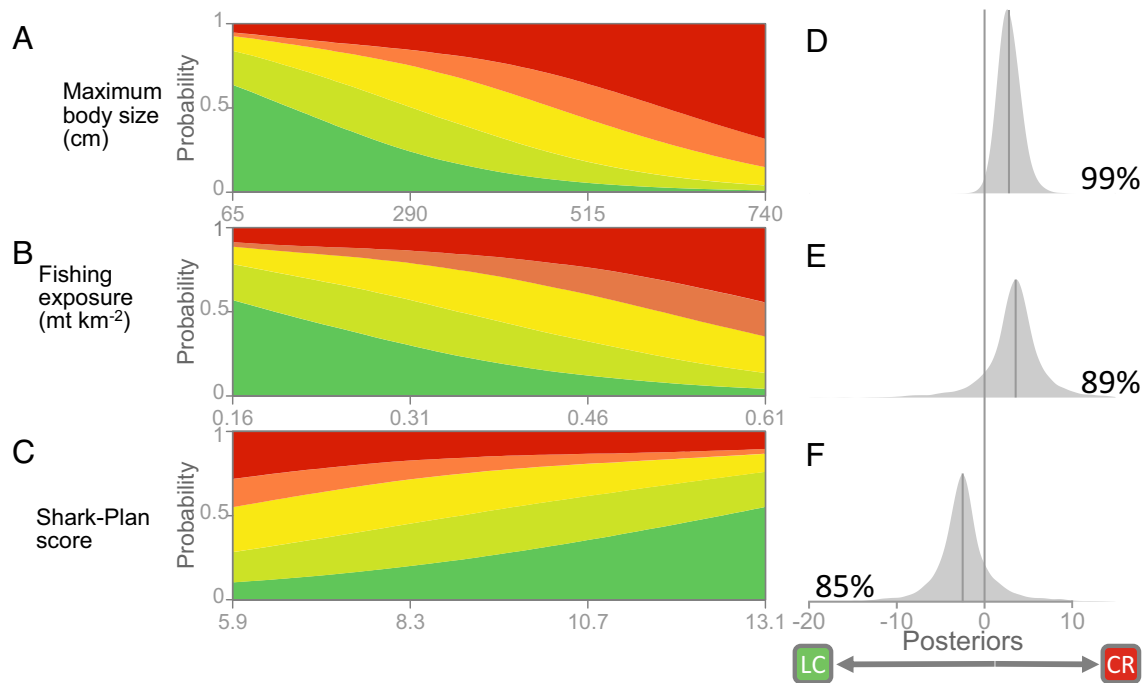 A
Maximum
body size
(cm)
Probability
1
0.5
0
65 290 515 740
B
Fishing
exposure
(mt km-2)
Probability
1
0.5
0
0.16 0.31 0.46 0.61
C
Shark-Plan
score
Probability
1
0.5
0
5.9 8.3 10.7 13.1
D
99%
E
89%
F
85%
-20 -10 0 10
Posteriors
LC CR